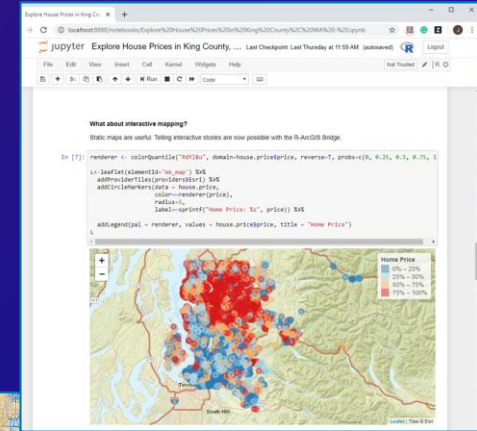 Explore House Prices in King Co
localhost:8888/notebooks/Explore%20House%20Prices%20in%20King%20County%2C%20WA%20-%20.ipynb
jupyter Explore House Prices in King County, ... Last Checkpoint: Last Thursday at 11:59 AM (autosaved)
Logout
File Edit View Insert Cell Kernel Widgets Help
Not Trusted
R
Run
Code
What about interactive mapping?
Static maps are useful. Telling interactive stories are now possible with the R-ArcGIS Bridge.
In [7]: renderer <- colorQuantile("RdYlBu", domain=house.price$price, reverse=T, probs=c(0, 0.25, 0.5, 0.75, 1
L<-leaflet(elementId='wa_map') %>%
addProviderTiles(providers$Esri) %>%
addCircleMarkers(data = house.price,
color=~renderer(price),
radius=5,
label=~sprintf("Home Price: %s", price)) %>%
addLegend(pal = renderer, values = house.price$price, title = "Home Price")
L
+
−
Home Price
0% – 25%
25% – 50%
50% – 75%
75% – 100%
South Hill
Leaflet | Tiles © Esri